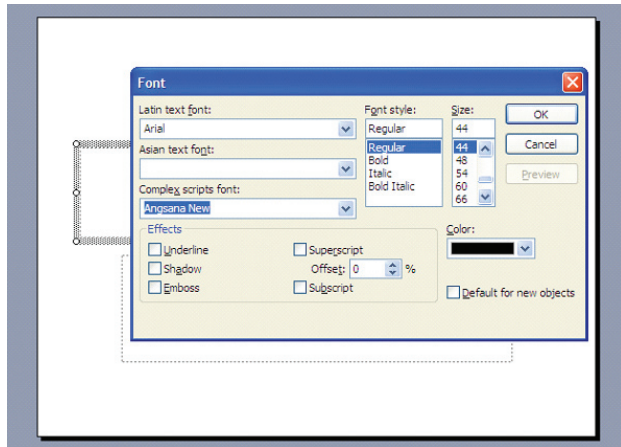 Font
Latin text font:
Arial
Font style:
Regular
Size:
44
OK
Asian text font:
Regular
Bold
Italic
Bold Italic
44
48
54
60
66
Cancel
Preview
Complex scripts font:
Angsana New
Effects
Underline
Shadow
Emboss
Superscript
Offset: 0 %
Subscript
Color:
Default for new objects